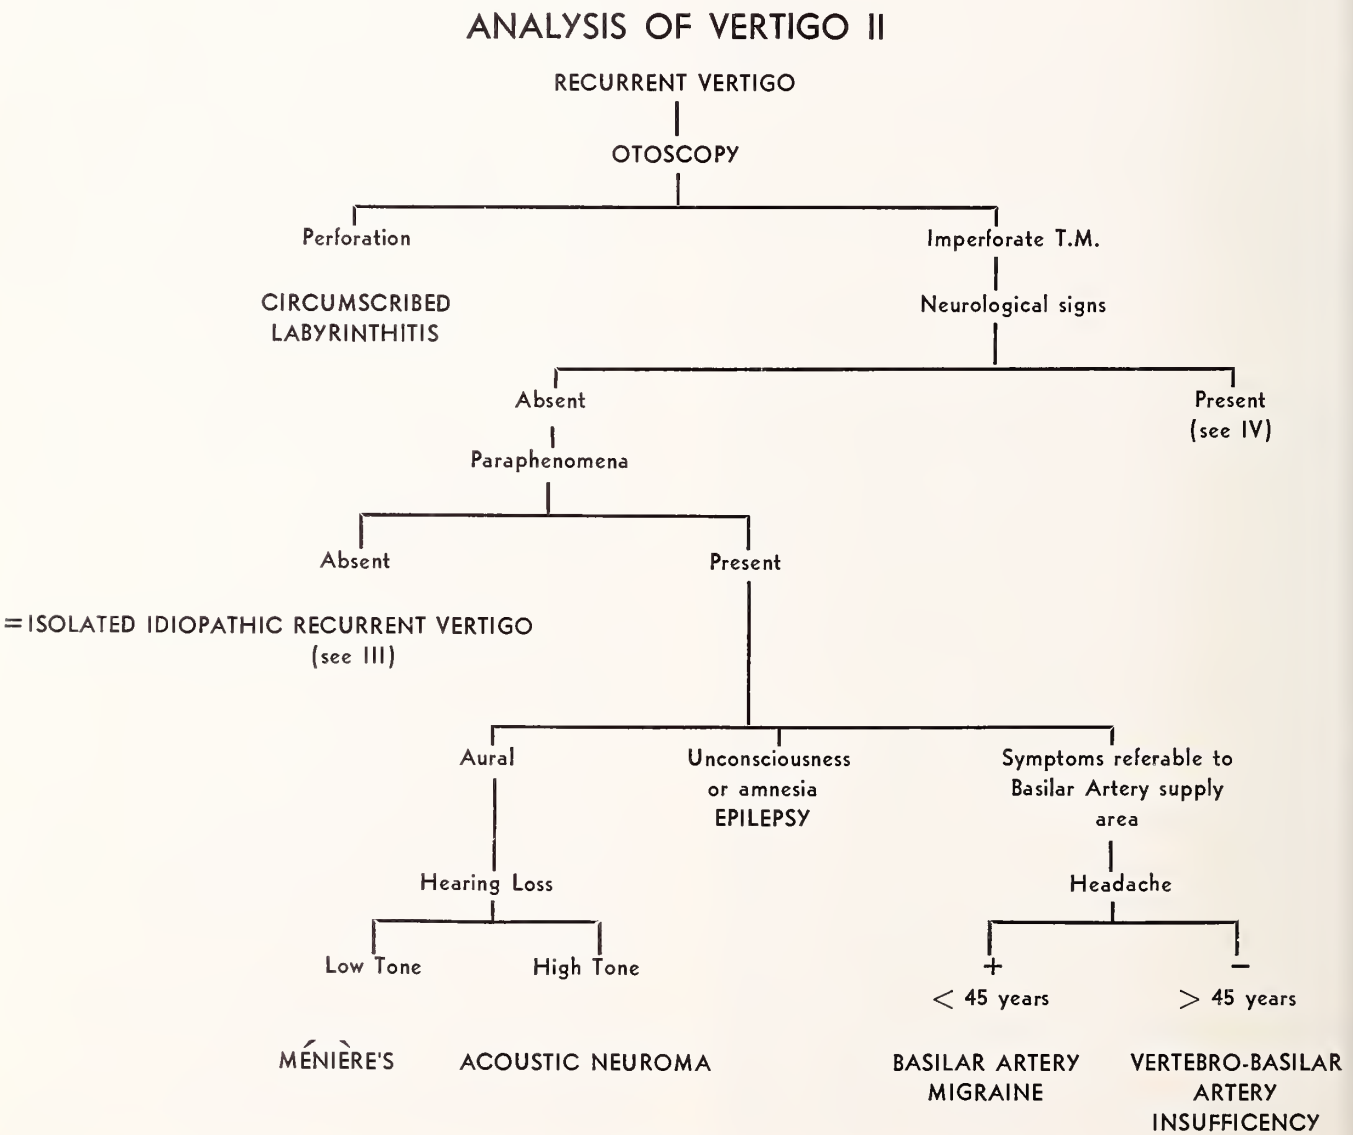 ANALYSIS OF VERTIGO II
RECURRENT VERTIGO
OTOSCOPY
Perforation
Imperforate T.M.
CIRCUMSCRIBED
LABYRINTHITIS
Neurological signs
Absent
Present
(see IV)
Paraphenomena
Absent
Present
= ISOLATED IDIOPATHIC RECURRENT VERTIGO
(see III)
Aural
Unconsciousness
or amnesia
EPILEPSY
Symptoms referable to
Basilar Artery supply
area
Hearing Loss
Headache
Low Tone
High Tone
+
< 45 years
−
> 45 years
MÉNIÈRE'S
ACOUSTIC NEUROMA
BASILAR ARTERY
MIGRAINE
VERTEBRO-BASILAR
ARTERY
INSUFFICENCY